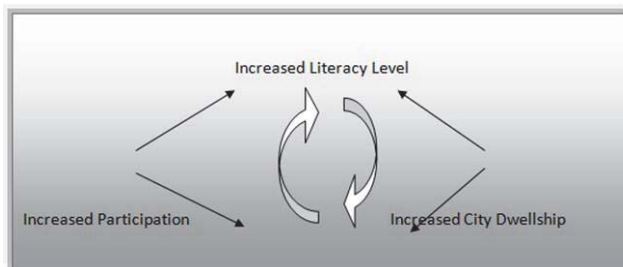 Increased Literacy Level
Increased Participation
Increased City Dwellship